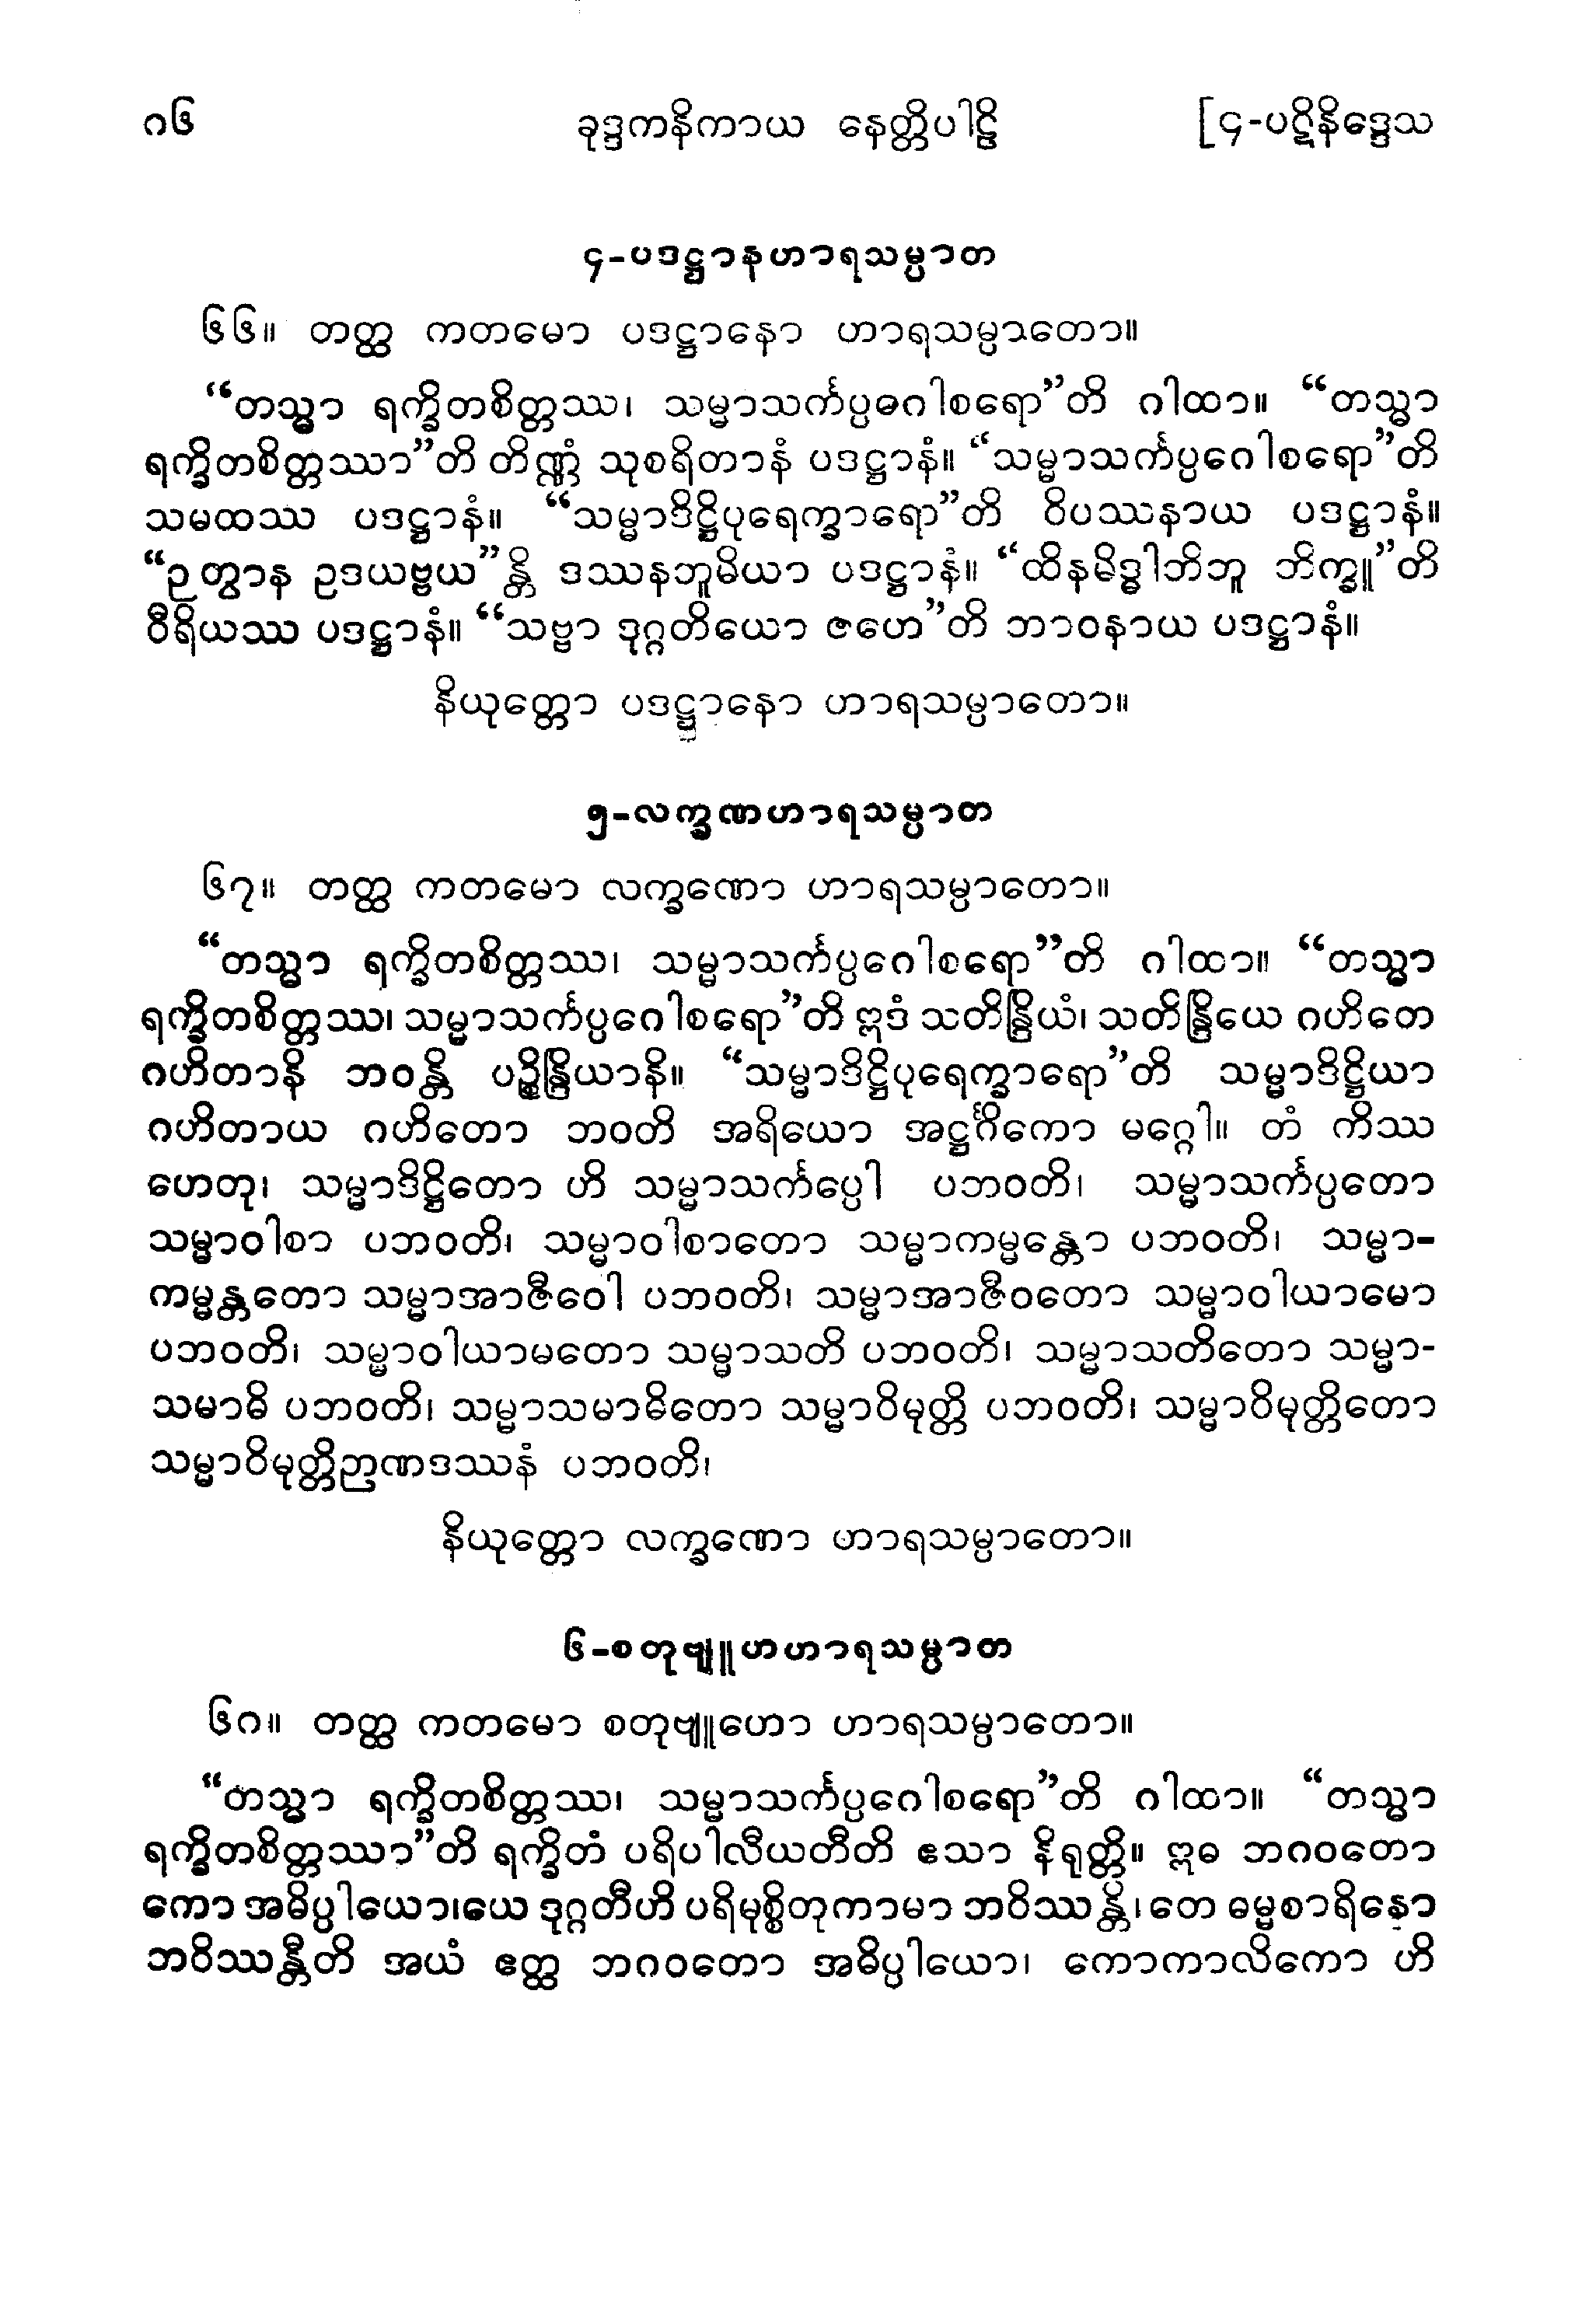 ၈၆ ခုဒ္ဒကနိကာယ နေတ္တိပါဠိ [၄-ပဋိနိဒ္ဒေသ
၄-ပဒဋ္ဌာနဟာရသမ္ပာတ
၆၆။ တတ္ထ ကတမော ပဒဋ္ဌာနော ဟာရသမ္ပာတော။
“တသ္မာ ရက္ခိတစိတ္တဿ၊ သမ္မာသင်္ကပ္ပဓဂါစရော”တိ ဂါထာ။ “တသ္မာ
ရက္ခိတစိတ္တဿာ”တိ တိဏ္ဏံ သုစရိတာနံ ပဒဋ္ဌာနံ။ “သမ္မာသင်္ကပ္ပဂေါစရော”တိ
သမထဿ ပဒဋ္ဌာနံ။ “သမ္မာဒိဋ္ဌိပုရေက္ခာရော”တိ ဝိပဿနာယ ပဒဋ္ဌာနံ။
“ဉတွာန ဥဒယဗ္ဗယ”န္တိ ဒဿနဘူမိယာ ပဒဋ္ဌာနံ။ “ထိနမိဒ္ဓါဘိဘူ ဘိက္ခူ”တိ
ဝီရိယဿ ပဒဋ္ဌာနံ။ “သဗ္ဗာ ဒုဂ္ဂတိယော ဇဟေ”တိ ဘာဝနာယ ပဒဋ္ဌာနံ။
နိယုတ္တော ပဒဋ္ဌာနော ဟာရသမ္ပာတော။
၅-လက္ခဏဟာရသမ္ပာတ
၆၇။ တတ္ထ ကတမော လက္ခဏော ဟာရသမ္ပာတော။
“တသ္မာ ရက္ခိတစိတ္တဿ၊ သမ္မာသင်္ကပ္ပဂေါစရော”တိ ဂါထာ။ “တသ္မာ
ရက္ခိတစိတ္တဿ၊ သမ္မာသင်္ကပ္ပဂေါစရော”တိ ဣဒံ သတိန္ဒြိယံ၊ သတိန္ဒြိယေ ဂဟိတေ
ဂဟိတာနိ ဘဝန္တိ ပဉ္စိန္ဒြိယာနိ။ “သမ္မာဒိဋ္ဌိပုရေက္ခာရော”တိ သမ္မာဒိဋ္ဌိယာ
ဂဟိတာယ ဂဟိတော ဘဝတိ အရိယော အဋ္ဌင်္ဂိကော မဂ္ဂေါ။ တံ ကိဿ
ဟေတု၊ သမ္မာဒိဋ္ဌိတော ဟိ သမ္မာသင်္ကပ္ပေါ ပဘဝတိ၊ သမ္မာသင်္ကပ္ပတော
သမ္မာဝါစာ ပဘဝတိ၊ သမ္မာဝါစာတော သမ္မာကမ္မန္တော ပဘဝတိ၊ သမ္မာ-
ကမ္မန္တတော သမ္မာအာဇီဝေါ ပဘဝတိ၊ သမ္မာအာဇီဝတော သမ္မာဝါယာမော
ပဘဝတိ၊ သမ္မာဝါယာမတော သမ္မာသတိ ပဘဝတိ၊ သမ္မာသတိတော သမ္မာ-
သမာဓိ ပဘဝတိ၊ သမ္မာသမာဓိတော သမ္မာဝိမုတ္တိ ပဘဝတိ၊ သမ္မာဝိမုတ္တိတော
သမ္မာဝိမုတ္တိဉာဏဒဿနံ ပဘဝတိ၊
နိယုတ္တော လက္ခဏော ဟာရသမ္ပာတော။
၆-စတုဗျူဟဟာရသမ္ပာတ
၆၈။ တတ္ထ ကတမော စတုဗျူဟော ဟာရသမ္ပာတော။
“တသ္မာ ရက္ခိတစိတ္တဿ၊ သမ္မာသင်္ကပ္ပဂေါစရော”တိ ဂါထာ။ “တသ္မာ
ရက္ခိတစိတ္တဿာ”တိ ရက္ခိတံ ပရိပါလီယတီတိ ဧသာ နိရုတ္တိ။ ဣဓ ဘဂဝတော
ကော အဓိပ္ပါယော၊ယေ ဒုဂ္ဂတီဟိ ပရိမုစ္စိတုကာမာ ဘဝိဿန္တိ၊ တေ ဓမ္မစာရိနော
ဘဝိဿန္တီတိ အယံ ဧတ္ထ ဘဂဝတော အဓိပ္ပါယော၊ ကောကာလိကော ဟိ